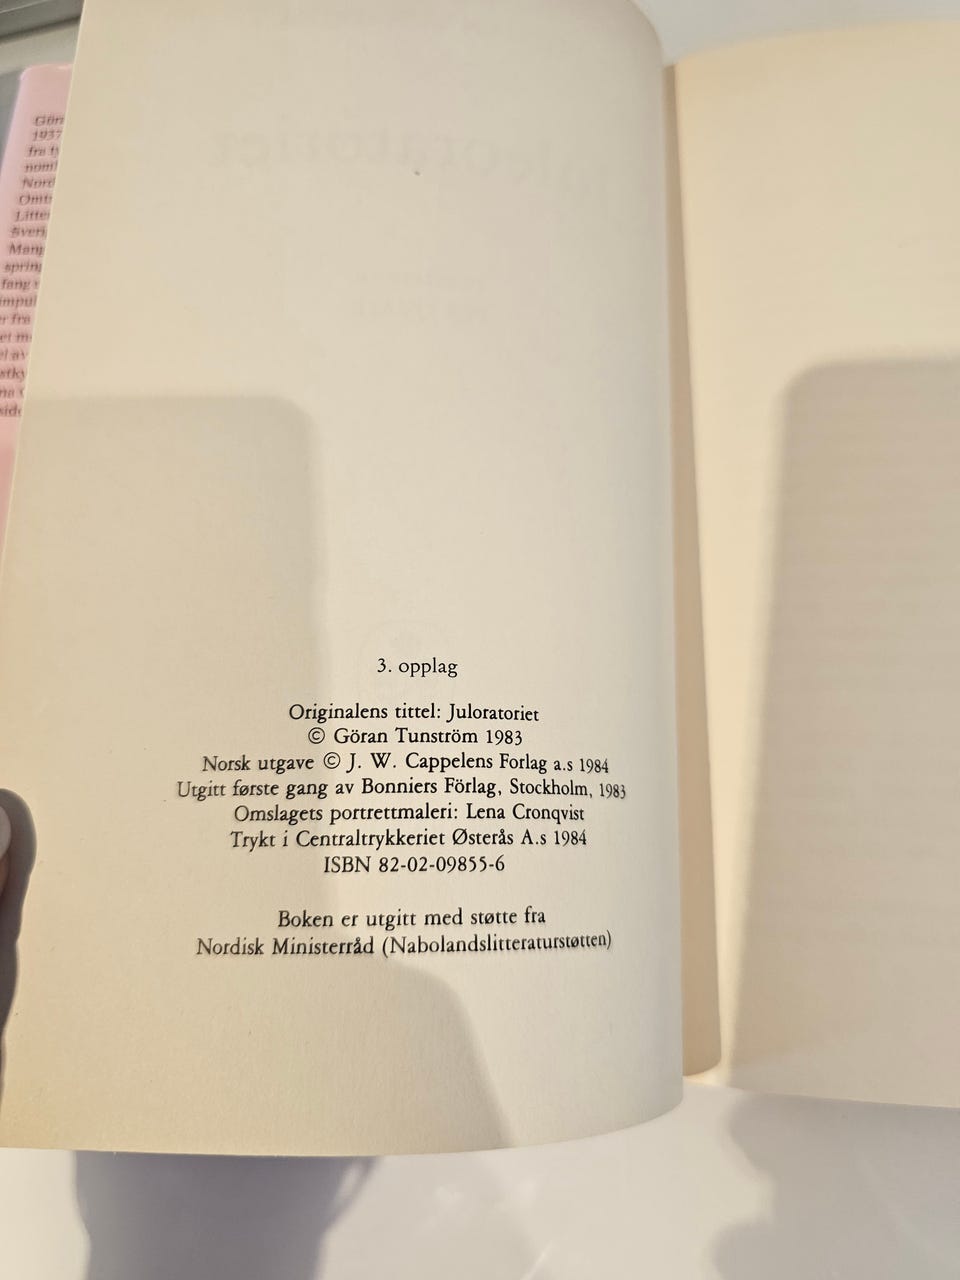 1937
fra
3. opplag
Originalens tittel: Juloratoriet
© Göran Tunström 1983
Norsk utgave © J. W. Cappelens Forlag a.s 1984
Utgitt første gang av Bonniers Förlag, Stockholm, 1983
Omslagets portrettmaleri: Lena Cronqvist
Trykt i Centraltrykkeriet Østerås A.s 1984
ISBN 82-02-09855-6
Boken er utgitt med støtte fra
Nordisk Ministerråd (Nabolandslitteraturstøtten)